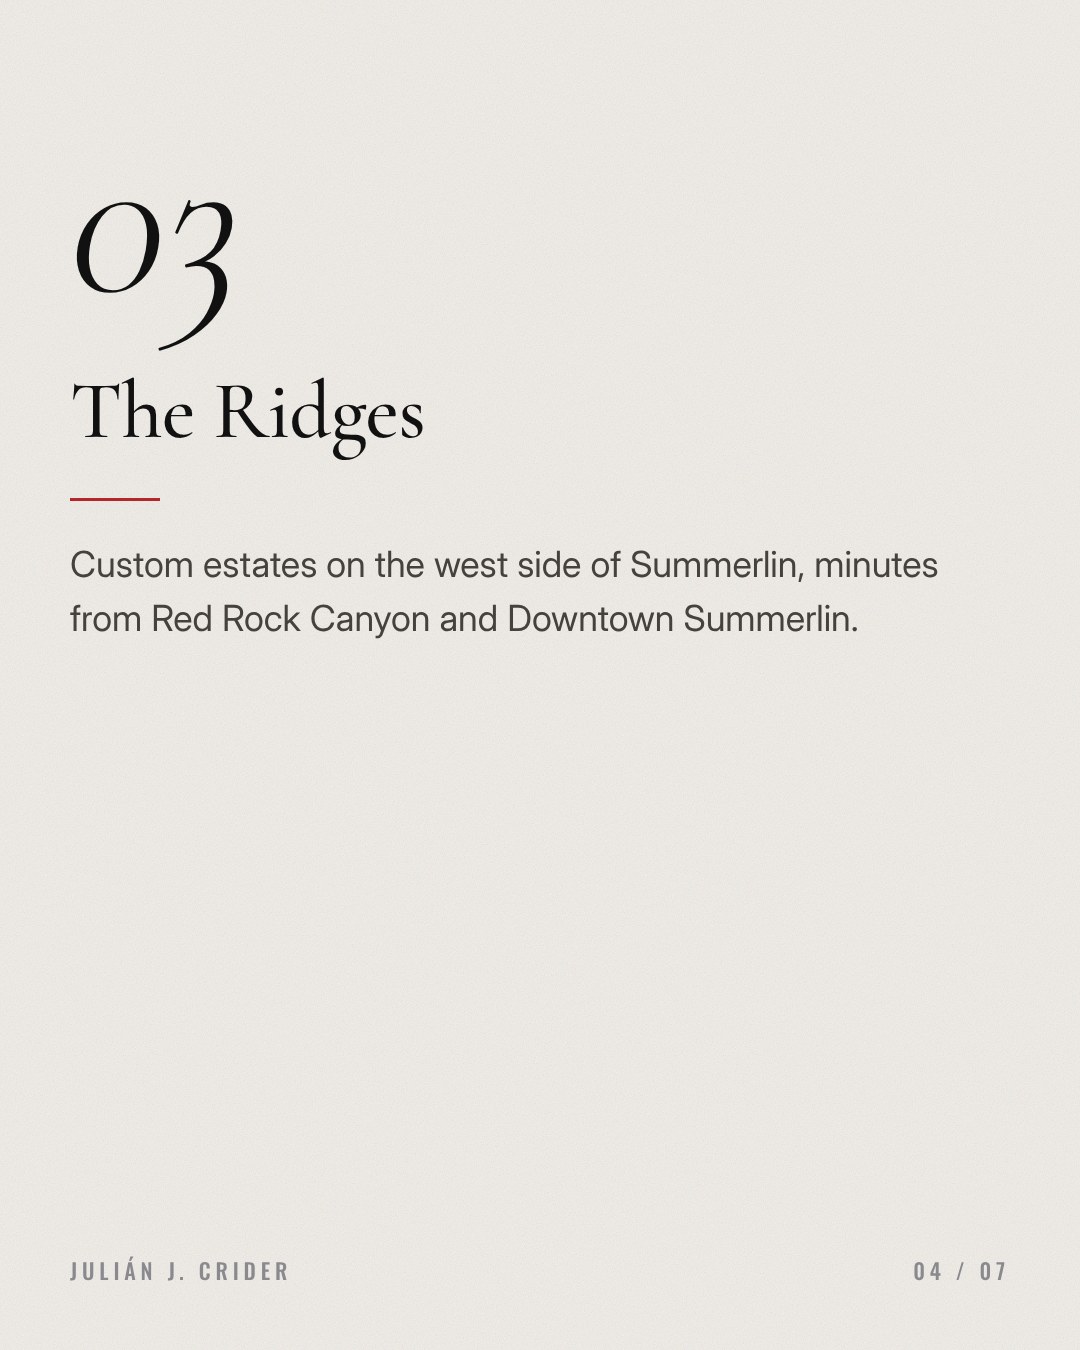 03
The Ridges
Custom estates on the west side of Summerlin, minutes
from Red Rock Canyon and Downtown Summerlin.
JULIÁN J. CRIDER
04 / 07